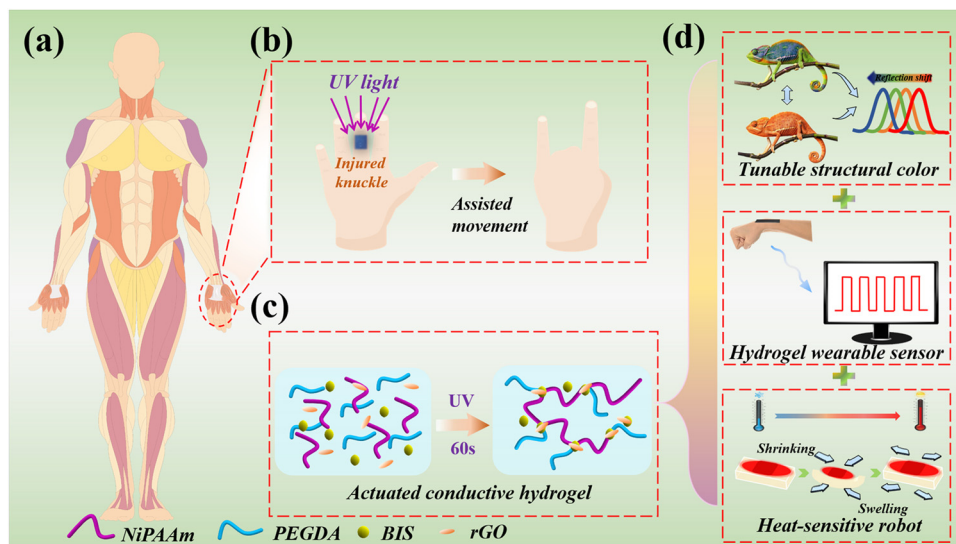 (a)
(b)
UV light
Injured
knuckle
Assisted
movement
(c)
UV
60s
Actuated conductive hydrogel
NiPAAm
PEGDA
BIS
rGO
(d)
Reflection shift
Tunable structural color
Hydrogel wearable sensor
Shrinking
Swelling
Heat-sensitive robot